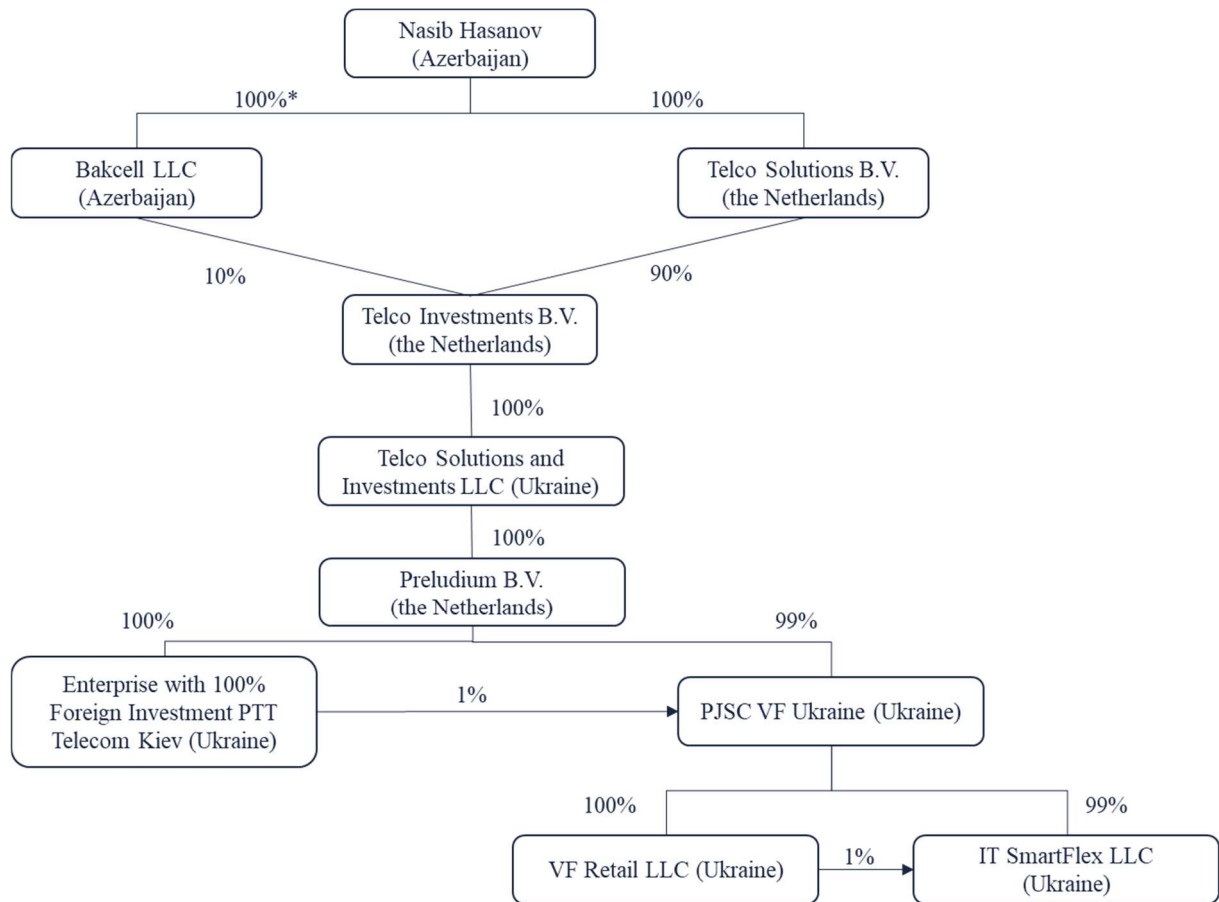 Nasib Hasanov
(Azerbaijan)
100%*
100%
Bakcell LLC
(Azerbaijan)
Telco Solutions B.V.
(the Netherlands)
10%
90%
Telco Investments B.V.
(the Netherlands)
100%
Telco Solutions and
Investments LLC (Ukraine)
100%
Preludium B.V.
(the Netherlands)
100%
99%
Enterprise with 100%
Foreign Investment PTT
Telecom Kiev (Ukraine)
1%
PJSC VF Ukraine (Ukraine)
100%
99%
VF Retail LLC (Ukraine)
1%
IT SmartFlex LLC
(Ukraine)